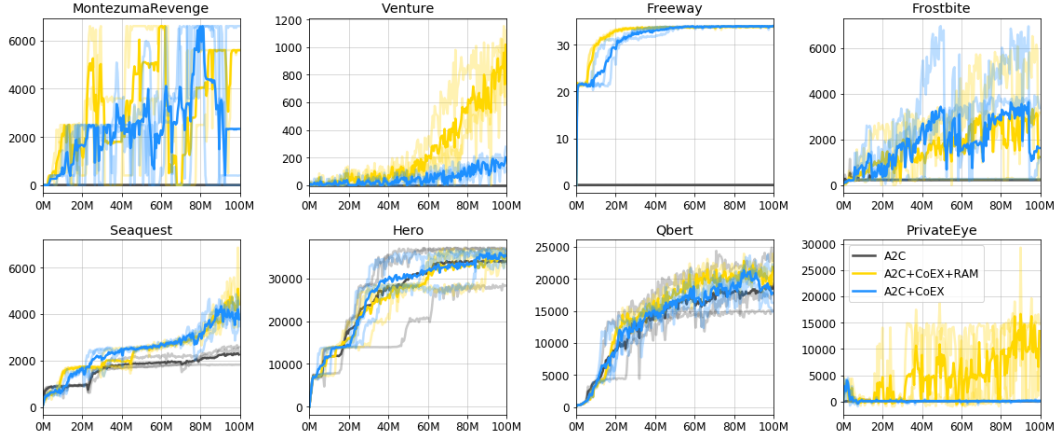 MontezumaRevenge
6000
4000
2000
0
0M 20M 40M 60M 80M 100M
Venture
1200
1000
800
600
400
200
0
0M 20M 40M 60M 80M 100M
Freeway
30
20
10
0
0M 20M 40M 60M 80M 100M
Frostbite
6000
4000
2000
0
0M 20M 40M 60M 80M 100M
Seaquest
6000
4000
2000
0
0M 20M 40M 60M 80M 100M
Hero
30000
20000
10000
0
0M 20M 40M 60M 80M 100M
Qbert
25000
20000
15000
10000
5000
0
0M 20M 40M 60M 80M 100M
PrivateEye
30000
25000
20000
15000
10000
5000
0
A2C
A2C+CoEX+RAM
A2C+CoEX
0M 20M 40M 60M 80M 100M